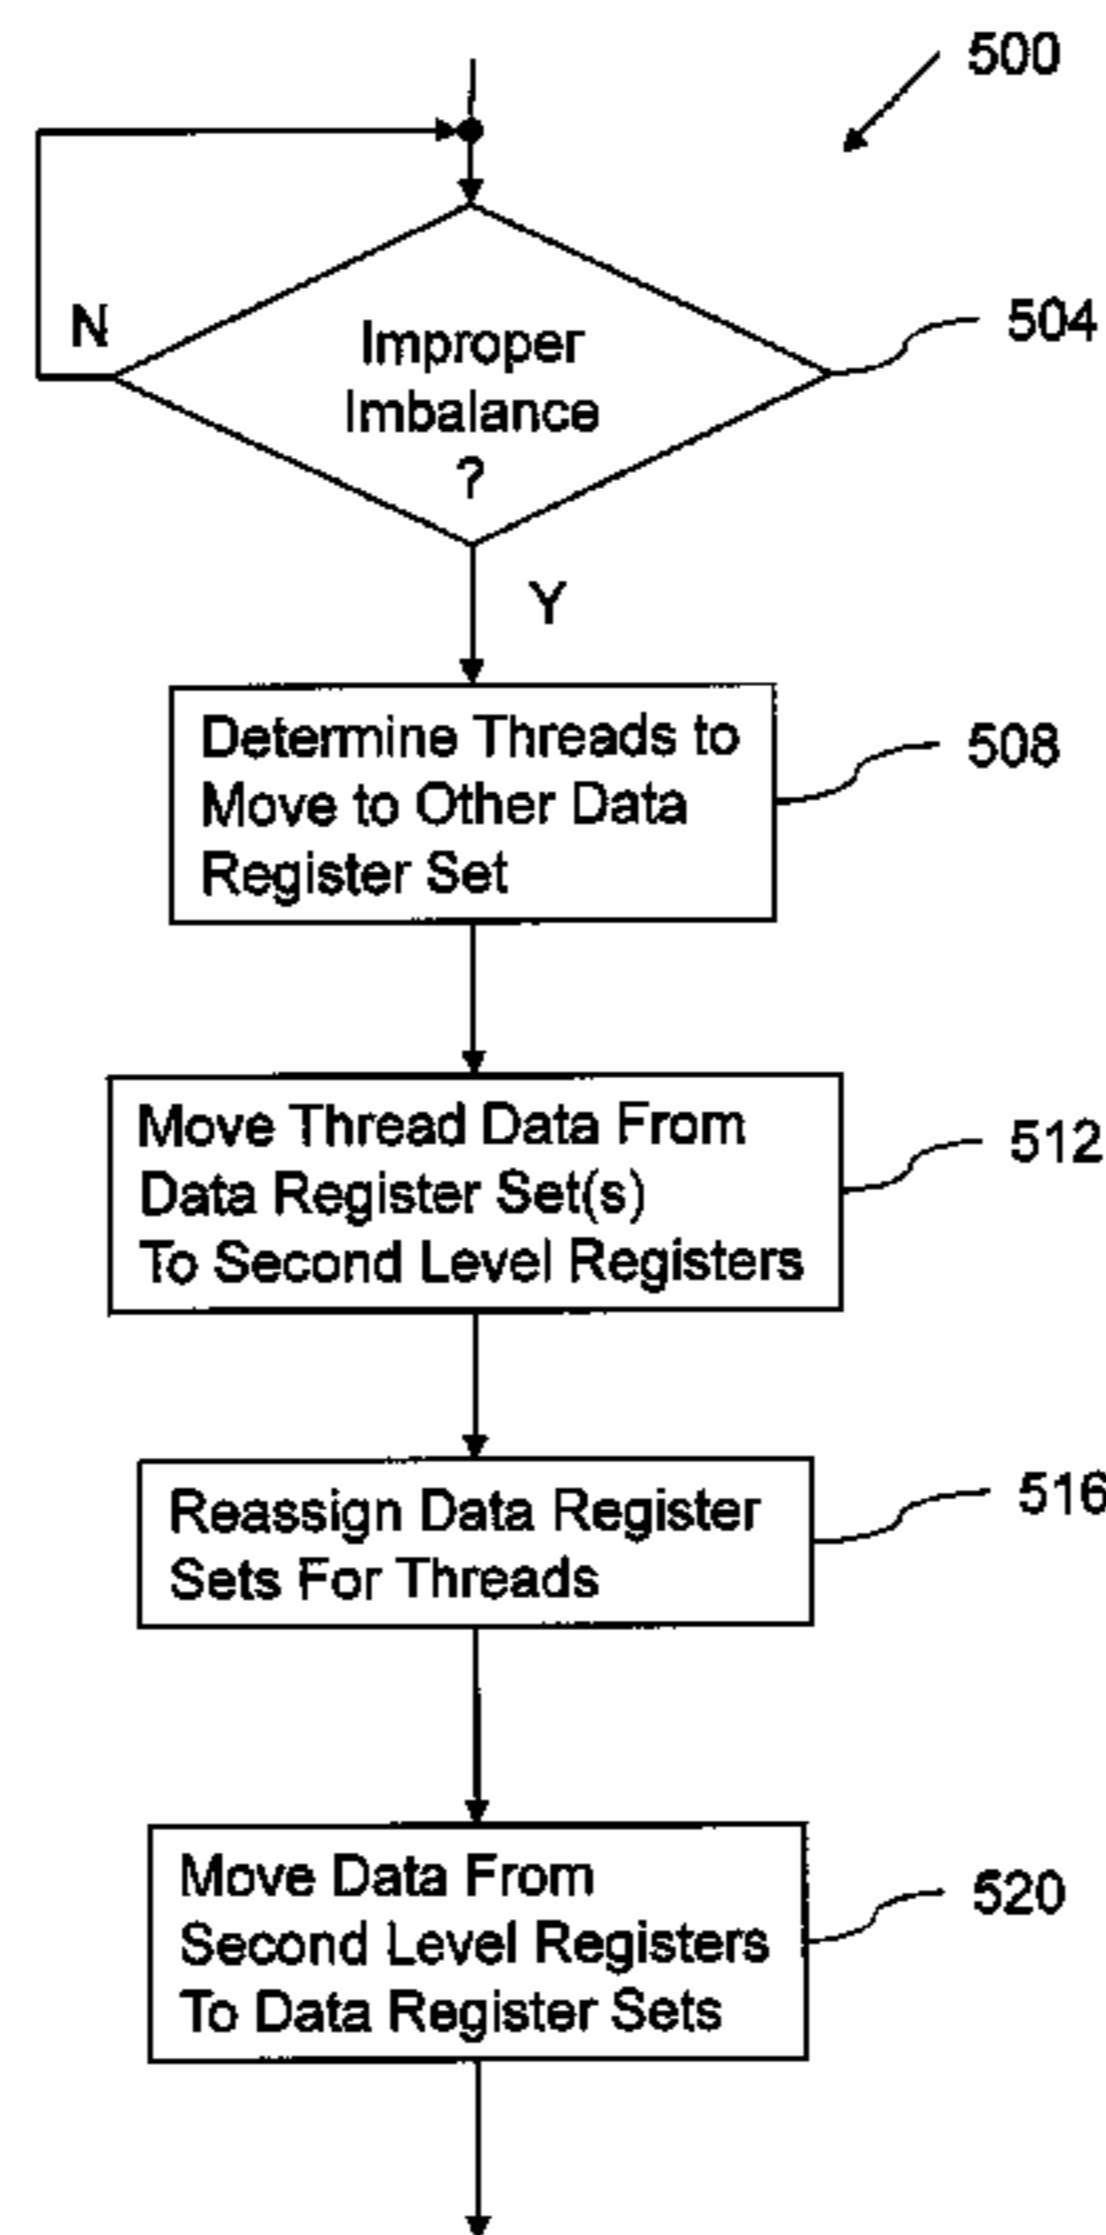 500
N
Improper
Imbalance
?
504
Y
Determine Threads to
Move to Other Data
Register Set
508
Move Thread Data From
Data Register Set(s)
To Second Level Registers
512
Reassign Data Register
Sets For Threads
516
Move Data From
Second Level Registers
To Data Register Sets
520